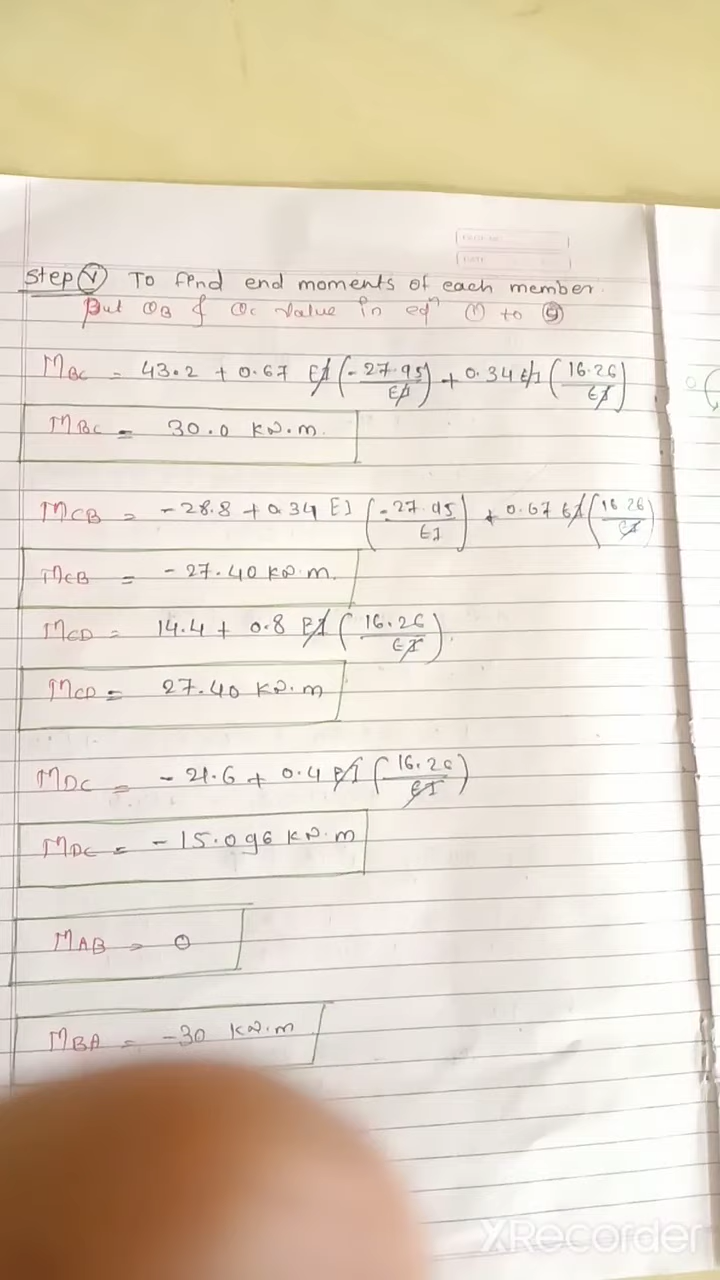 PAGE NO
DATE
Step Ⓥ To find end moments of each member.
Put ΘB & Θc value in eqⁿ ① to ⑤
MBC = 43.2 + 0.67 EI (-27.95/EI) + 0.34 EI (16.26/EI)
MBC = 30.0 kN.m.
MCB = -28.8 + 0.34 EI (-27.95/EI) + 0.67 EI (16.26/EI)
MCB = -27.40 kN.m.
MCD = 14.4 + 0.8 EI (16.26/EI).
MCD = 27.40 kN.m
MDC = -21.6 + 0.4 EI (16.26/EI)
MDC = -15.096 kN.m
MAB = 0
MBA = -30 kN.m
XRecorder